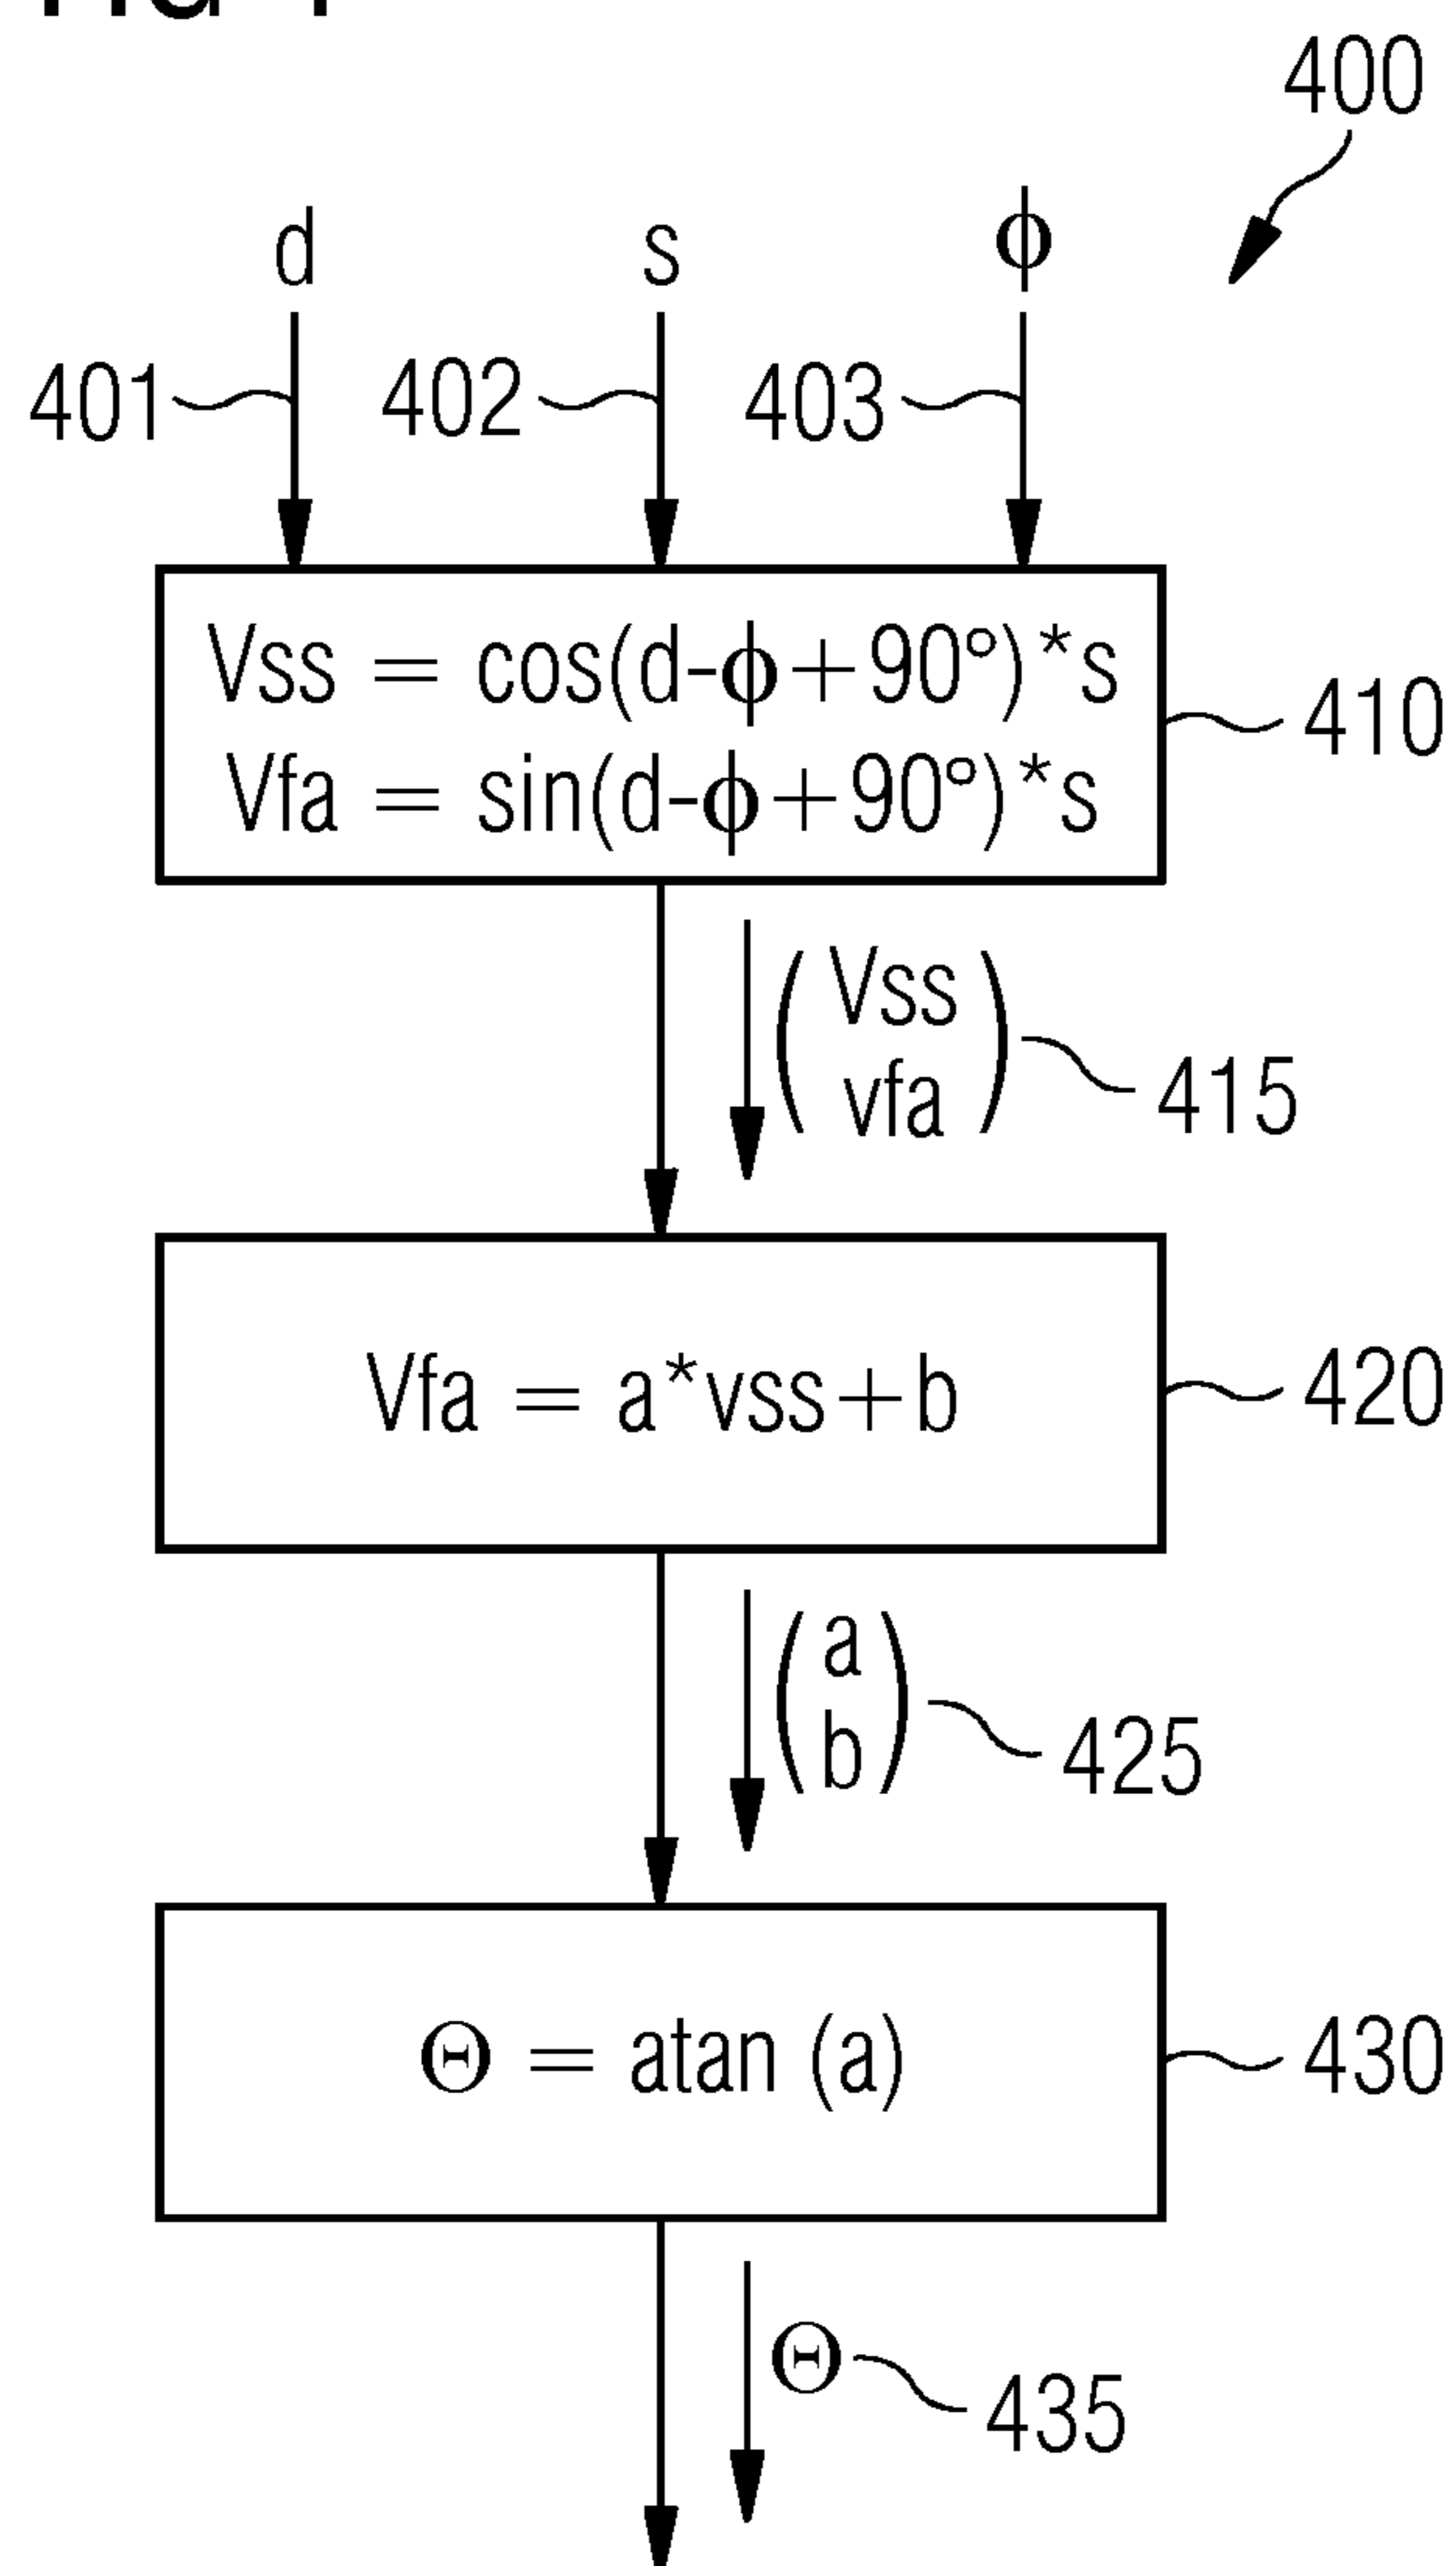 400
d s ϕ
401 402 403
Vss = cos(d-ϕ+90°)*s
Vfa = sin(d-ϕ+90°)*s
410
(Vss
vfa)
415
Vfa = a*vss+b
420
(a
b)
425
Θ = atan (a)
430
Θ
435